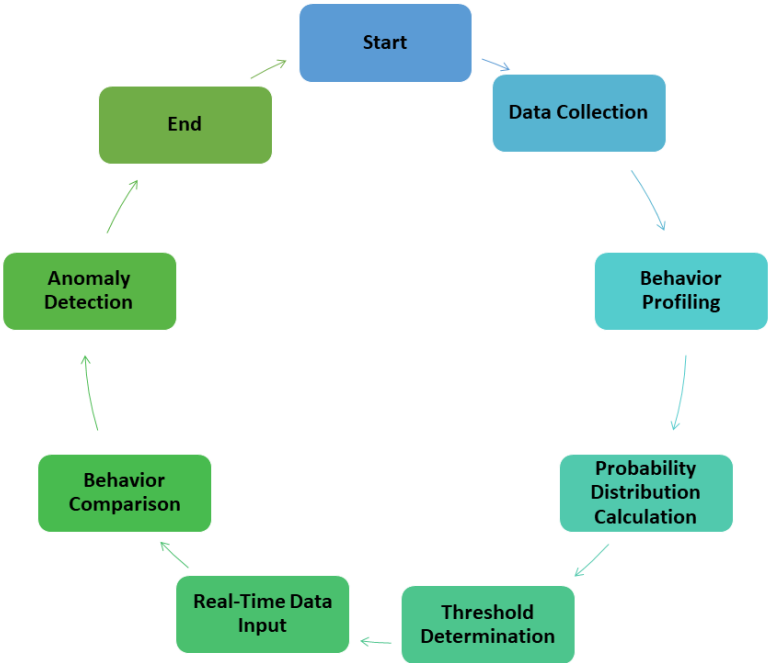 Start
Data Collection
Behavior
Profiling
Probability
Distribution
Calculation
Threshold
Determination
Real-Time Data
Input
Behavior
Comparison
Anomaly
Detection
End